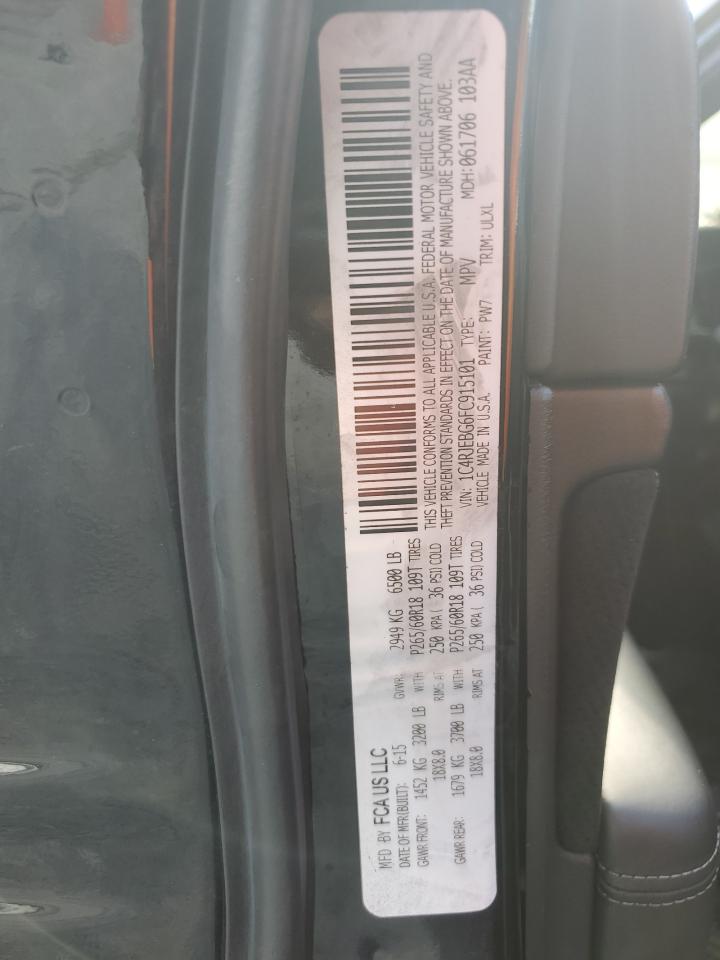 MFD BY FCA US LLC
DATE OF MFR(BUILT): 6-15 GVWR: 2949 KG 6500 LB
GAWR FRONT: 1452 KG 3200 LB WITH P265/60R18 109T TIRES
18X8.0 RIMS AT 250 KPA ( 36 PSI) COLD
GAWR REAR: 1679 KG 3700 LB WITH P265/60R18 109T TIRES
18X8.0 RIMS AT 250 KPA ( 36 PSI) COLD
THIS VEHICLE CONFORMS TO ALL APPLICABLE U.S.A. FEDERAL MOTOR VEHICLE SAFETY AND
THEFT PREVENTION STANDARDS IN EFFECT ON THE DATE OF MANUFACTURE SHOWN ABOVE.
VIN: 1C4RJEBG6FC915101 TYPE: MPV MDH:061706 103AA
VEHICLE MADE IN U.S.A. PAINT: PW7 TRIM: ULXL